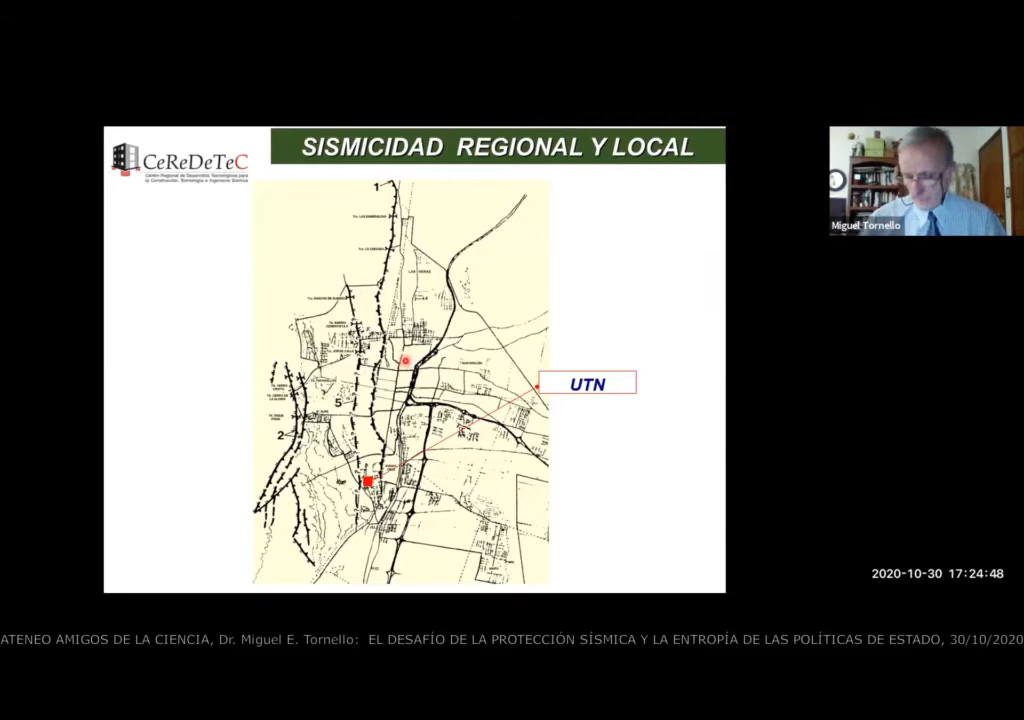 SISMICIDAD REGIONAL Y LOCAL
CeReDeTeC
Centro Regional de Desarrollos Tecnológicos para
la Construcción, Sismología e Ingeniería Sísmica
1
LAS HERAS
5
2
UTN
Miguel Tornello
2020-10-30 17:24:48
ATENEO AMIGOS DE LA CIENCIA, Dr. Miguel E. Tornello: EL DESAFÍO DE LA PROTECCIÓN SÍSMICA Y LA ENTROPÍA DE LAS POLÍTICAS DE ESTADO, 30/10/2020